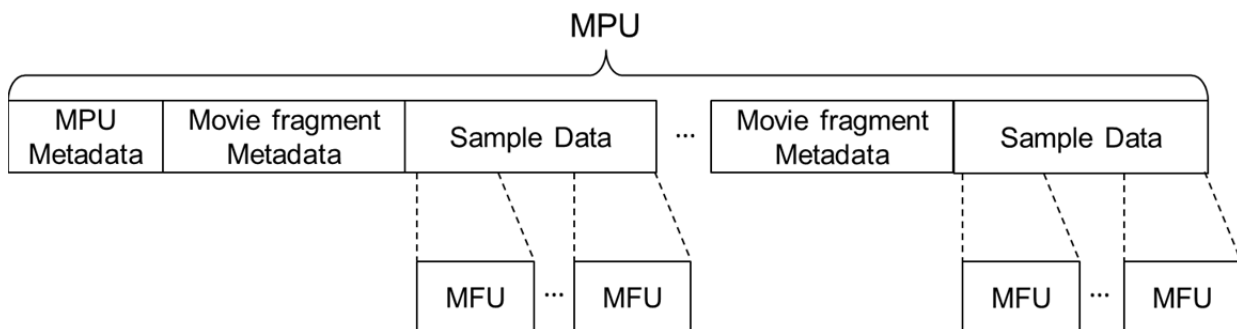 MPU
MPU Metadata
Movie fragment Metadata
Sample Data
...
Movie fragment Metadata
Sample Data
MFU
...
MFU
MFU
...
MFU